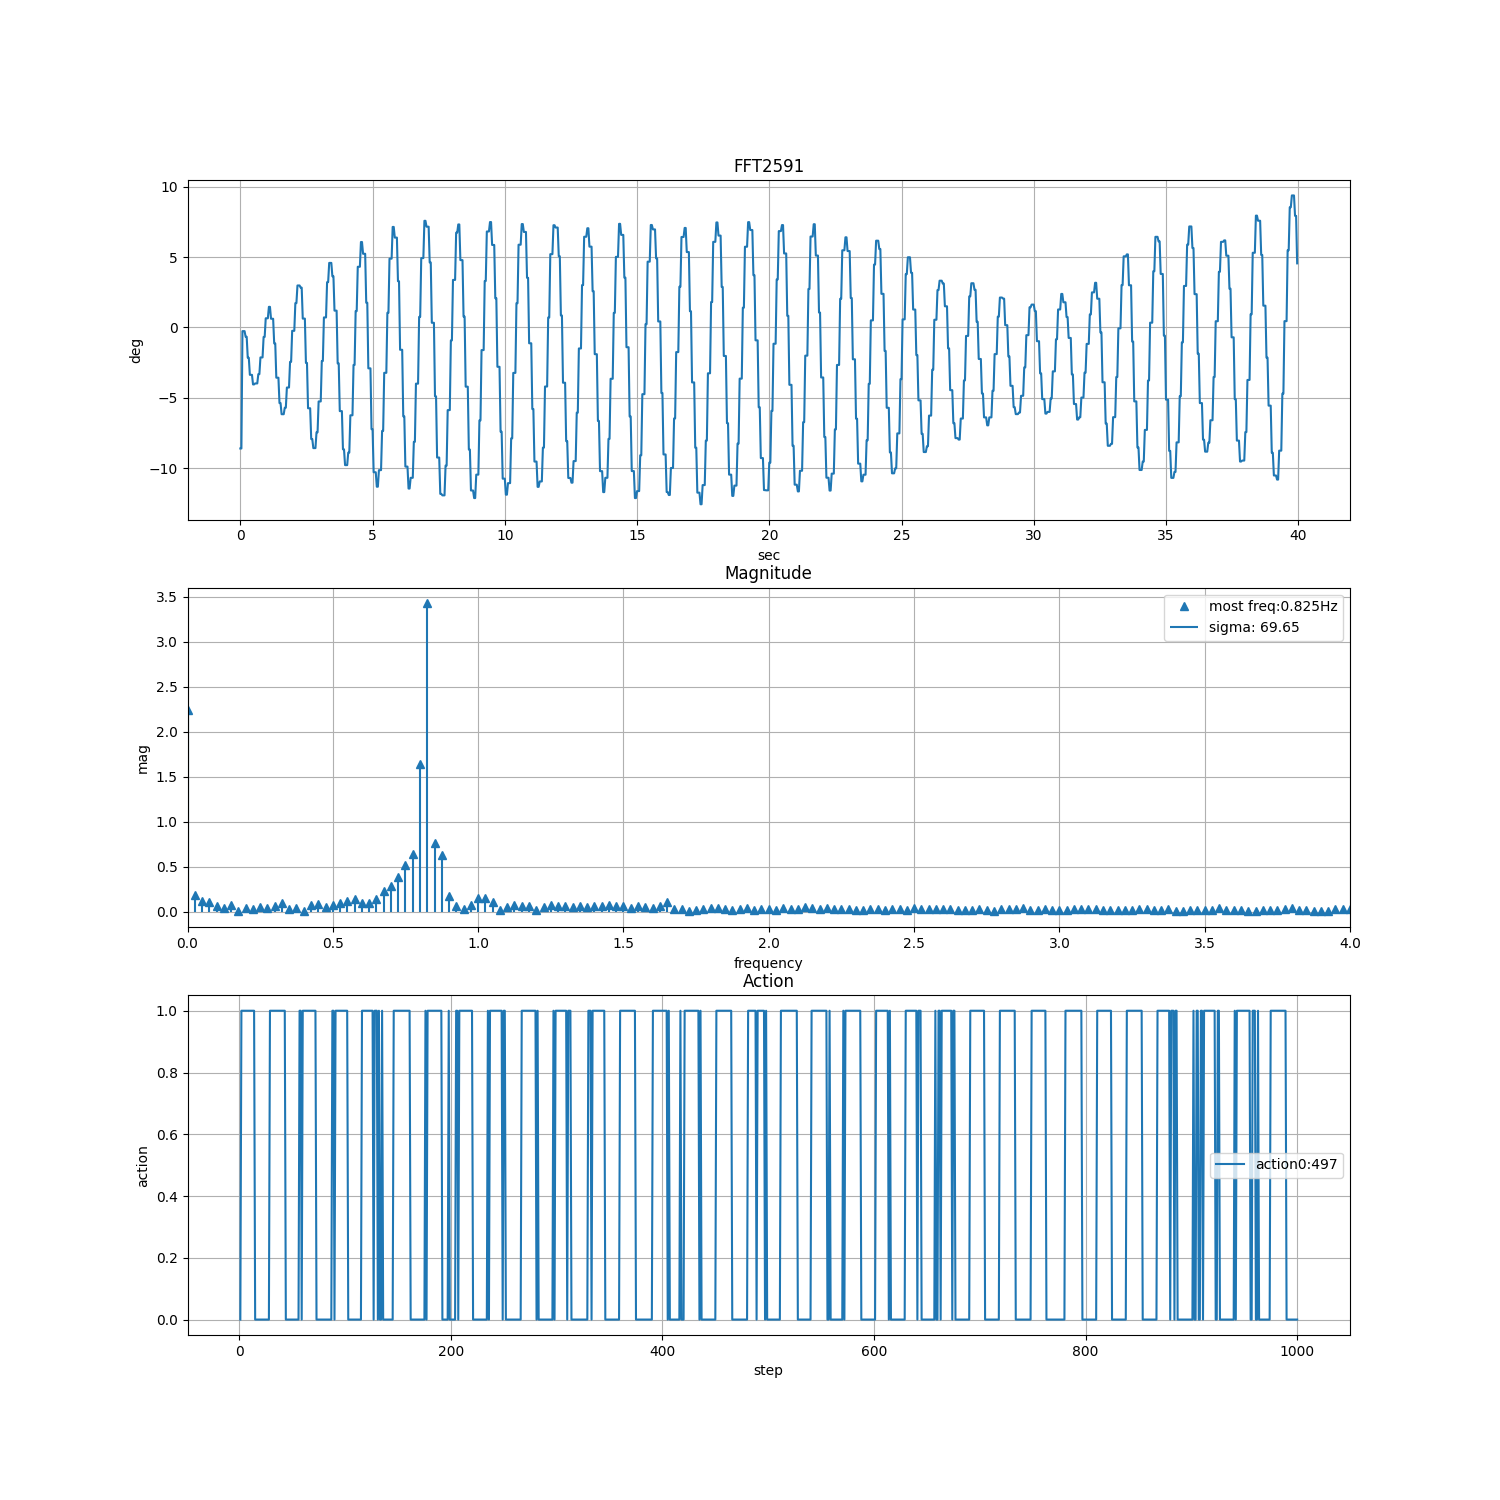 FFT2591
10
5
0
−5
−10
deg
0 5 10 15 20 25 30 35 40
sec
Magnitude
3.5
3.0
2.5
2.0
1.5
1.0
0.5
0.0
mag
most freq:0.825Hz
sigma: 69.65
0.0 0.5 1.0 1.5 2.0 2.5 3.0 3.5 4.0
frequency
Action
1.0
0.8
0.6
0.4
0.2
0.0
action
action0:497
0 200 400 600 800 1000
step